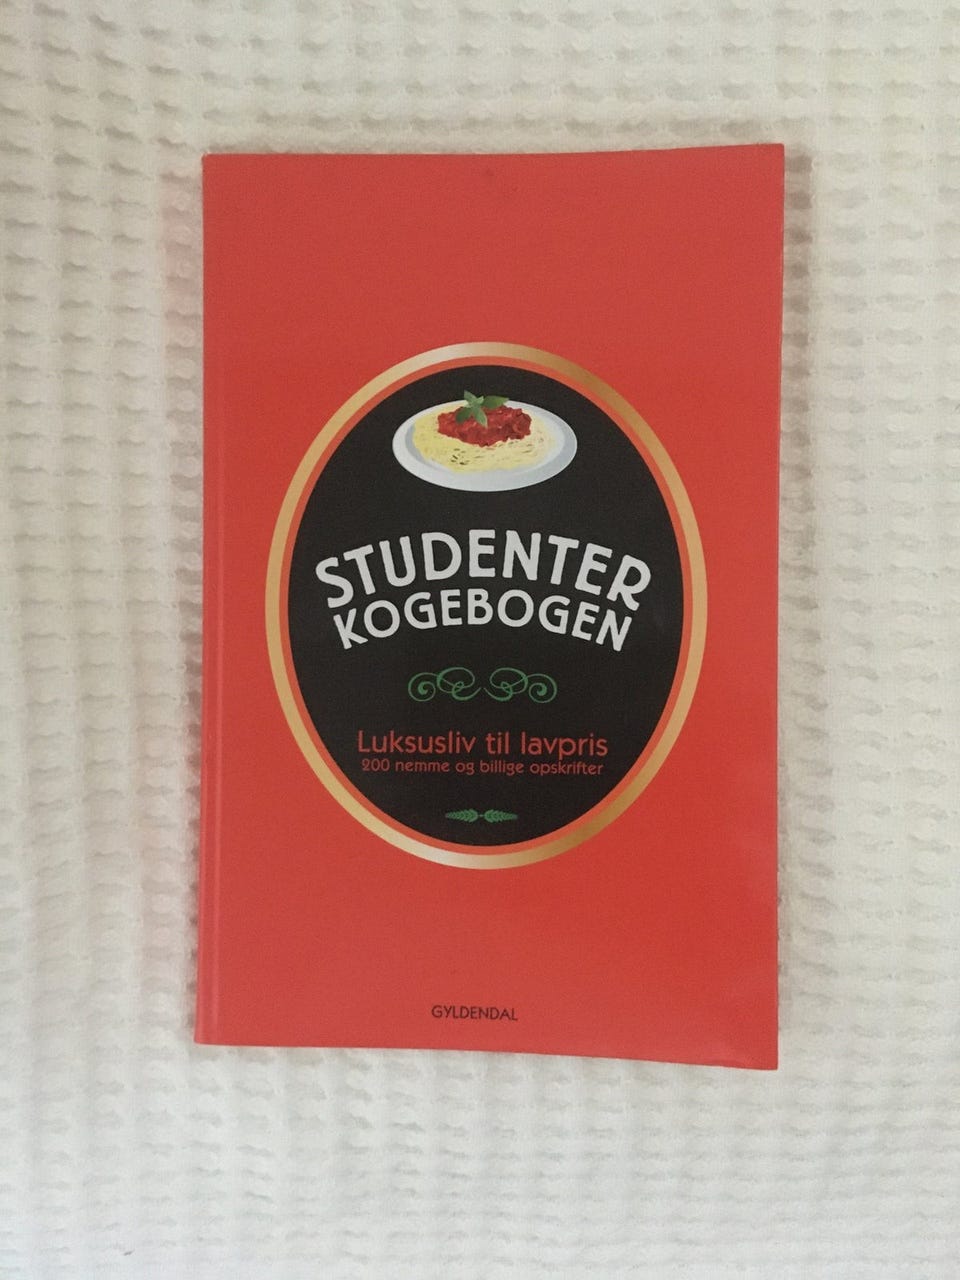 STUDENTER
KOGEBOGEN
Luksusliv til lavpris
200 nemme og billige opskrifter
GYLDENDAL